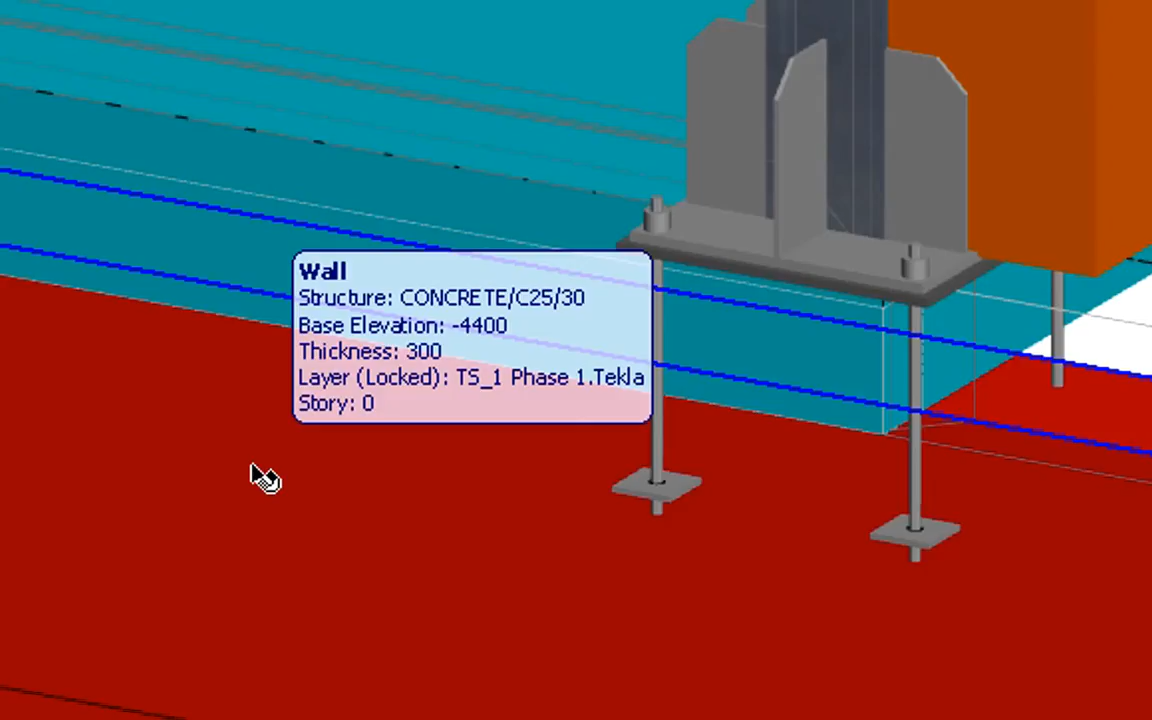 Wall
Structure: CONCRETE/C25/30
Base Elevation: -4400
Thickness: 300
Layer (Locked): TS_1 Phase 1.Tekla
Story: 0